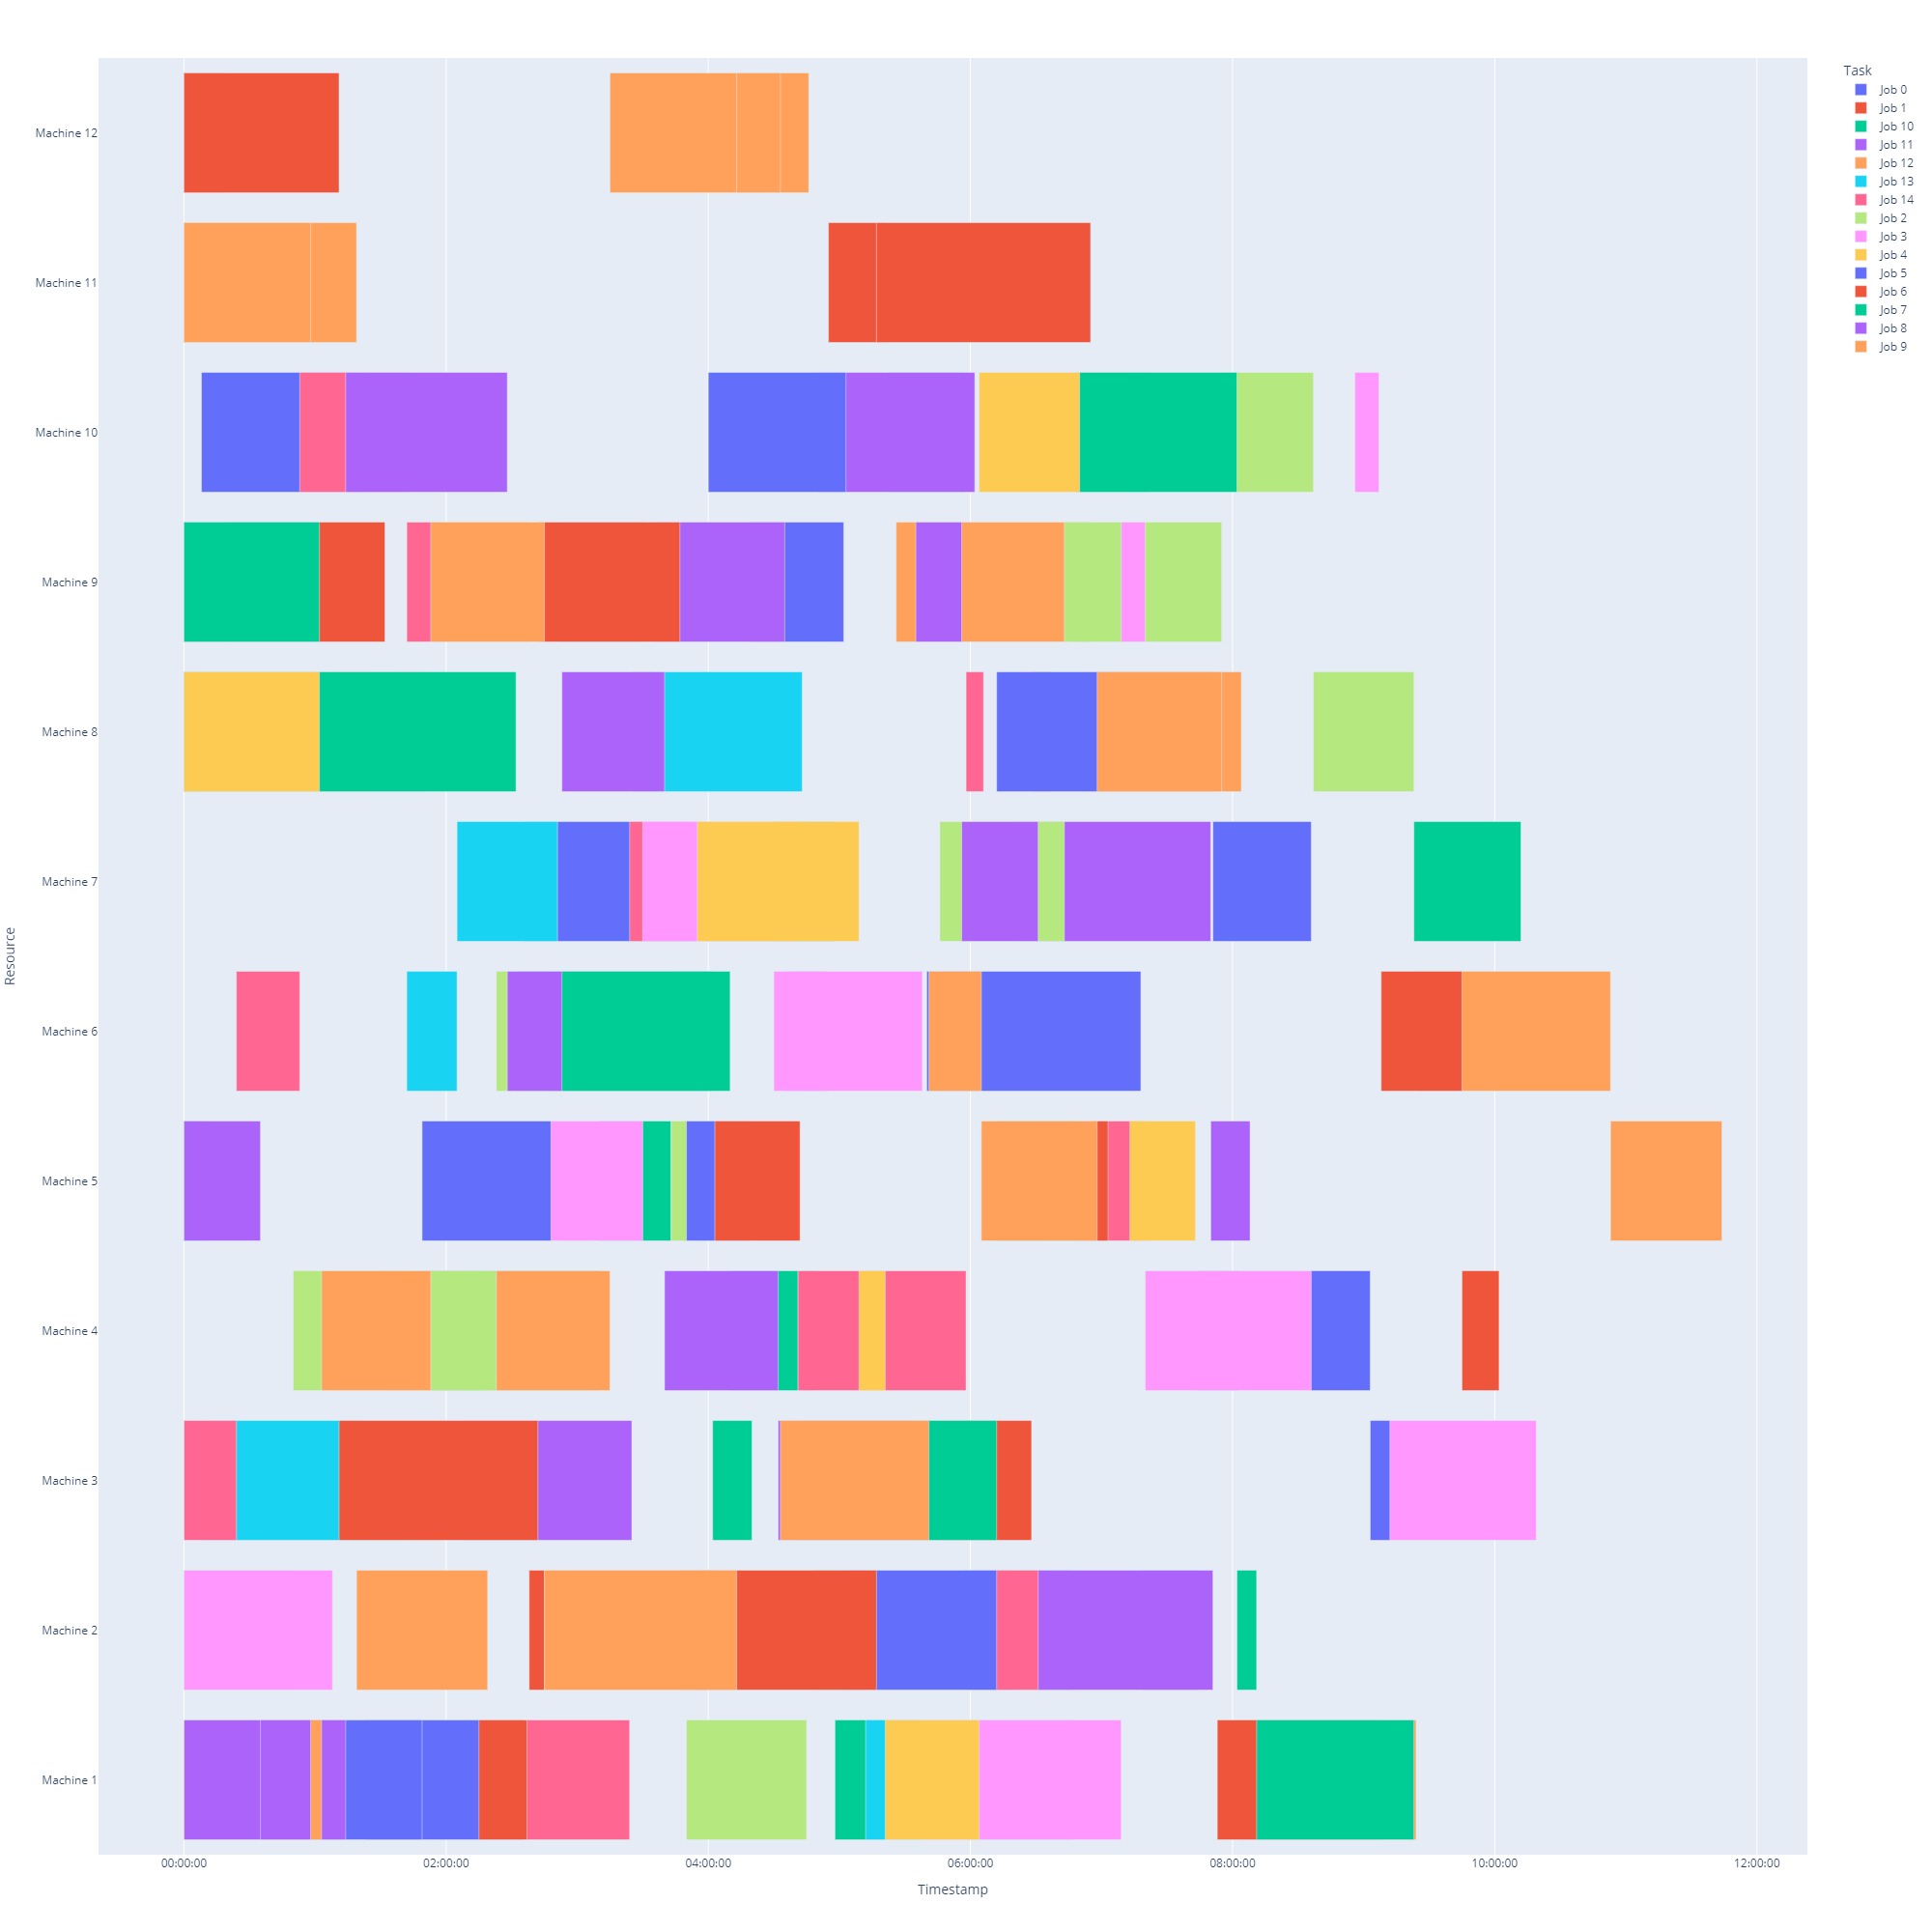 Task
Job 0
Job 1
Job 10
Job 11
Job 12
Job 13
Job 14
Job 2
Job 3
Job 4
Job 5
Job 6
Job 7
Job 8
Job 9
Machine 12
Machine 11
Machine 10
Machine 9
Machine 8
Machine 7
Machine 6
Machine 5
Machine 4
Machine 3
Machine 2
Machine 1
Resource
00:00:00 02:00:00 04:00:00 06:00:00 08:00:00 10:00:00 12:00:00
Timestamp